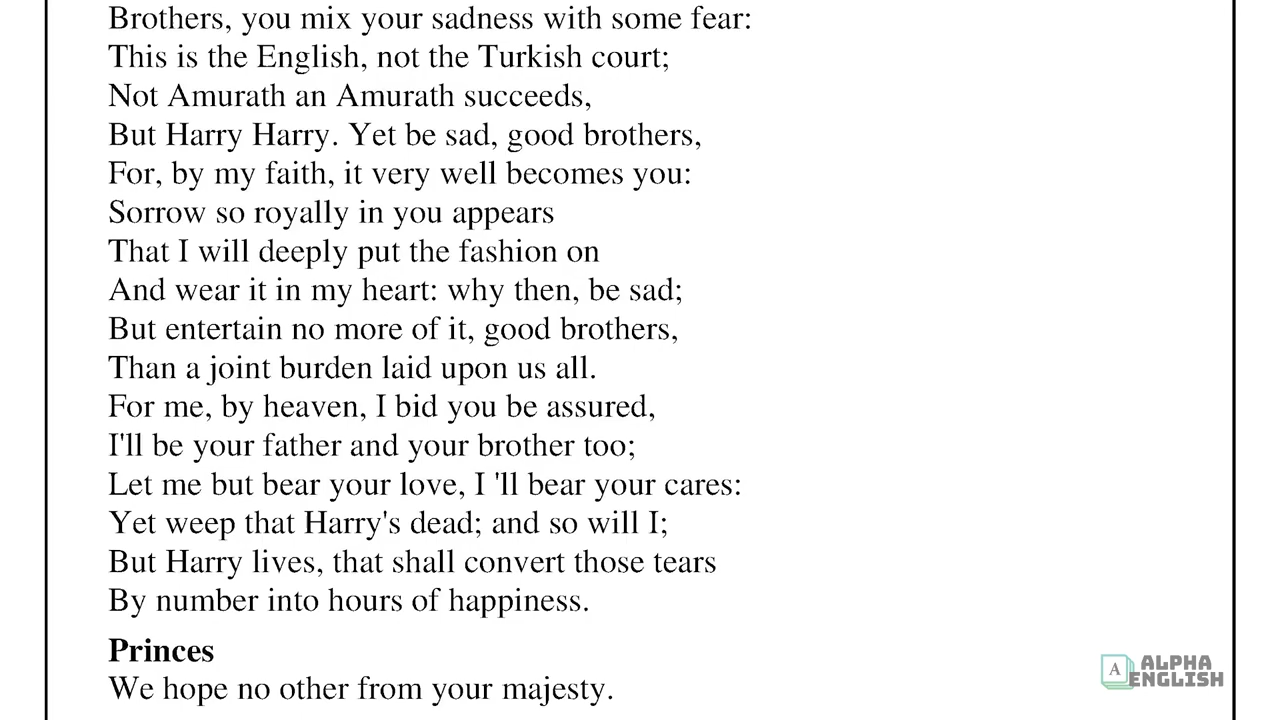 Brothers, you mix your sadness with some fear:
This is the English, not the Turkish court;
Not Amurath an Amurath succeeds,
But Harry Harry. Yet be sad, good brothers,
For, by my faith, it very well becomes you:
Sorrow so royally in you appears
That I will deeply put the fashion on
And wear it in my heart: why then, be sad;
But entertain no more of it, good brothers,
Than a joint burden laid upon us all.
For me, by heaven, I bid you be assured,
I'll be your father and your brother too;
Let me but bear your love, I 'll bear your cares:
Yet weep that Harry's dead; and so will I;
But Harry lives, that shall convert those tears
By number into hours of happiness.
Princes
We hope no other from your majesty.
A
ALPHA
ENGLISH